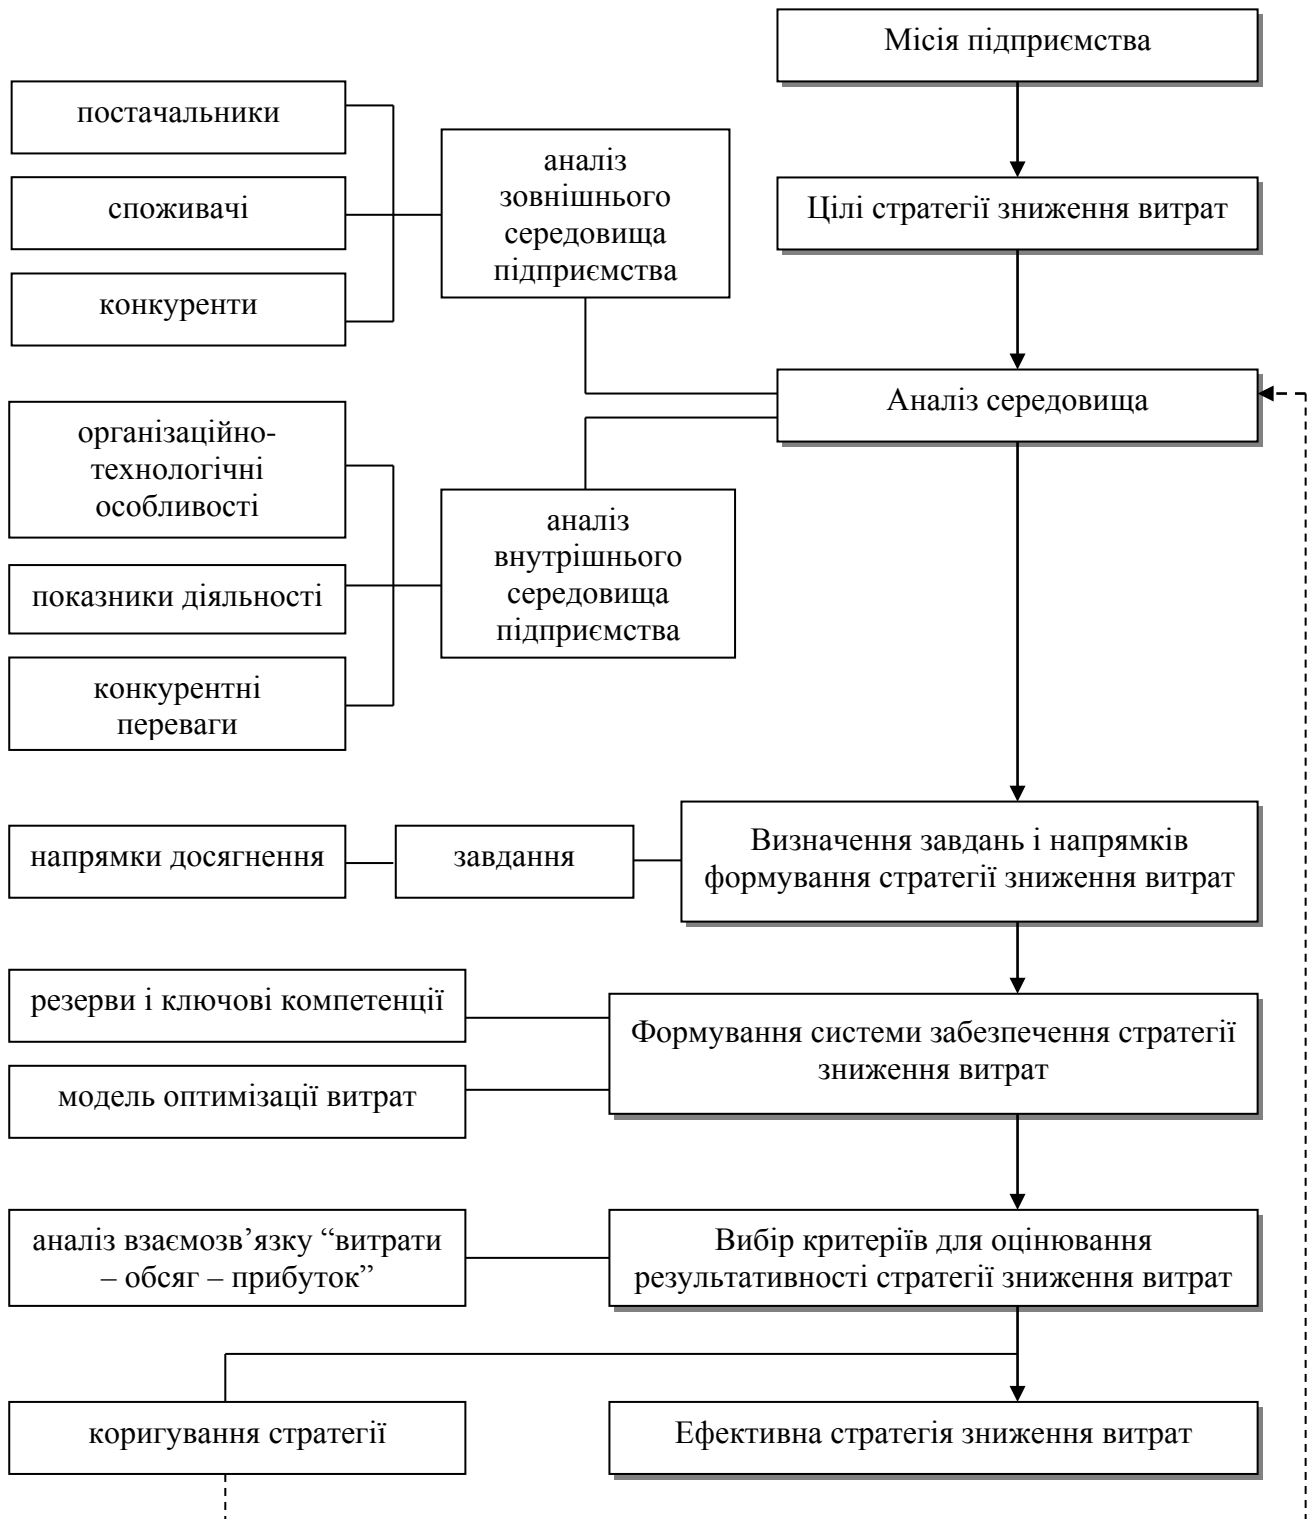 Місія підприємства
постачальники
аналіз
зовнішнього
середовища
підприємства
споживачі
Цілі стратегії зниження витрат
конкуренти
Аналіз середовища
організаційно-
технологічні
особливості
аналіз
внутрішнього
середовища
підприємства
показники діяльності
конкурентні
переваги
Визначення завдань і напрямків
формування стратегії зниження витрат
завдання
напрямки досягнення
резерви і ключові компетенції
Формування системи забезпечення стратегії
зниження витрат
модель оптимізації витрат
аналіз взаємозв’язку “витрати
– обсяг – прибуток”
Вибір критеріїв для оцінювання
результативності стратегії зниження витрат
коригування стратегії
Ефективна стратегія зниження витрат